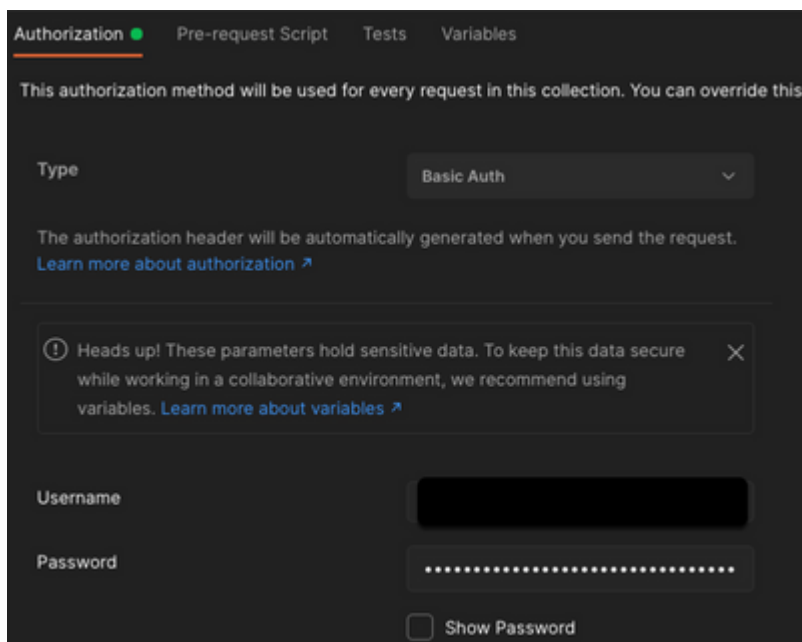 Authorization Pre-request Script Tests Variables
This authorization method will be used for every request in this collection. You can override this
Type Basic Auth
The authorization header will be automatically generated when you send the request.
Learn more about authorization ↗
Heads up! These parameters hold sensitive data. To keep this data secure
while working in a collaborative environment, we recommend using
variables. Learn more about variables ↗
Username
Password ••••••••••••••••••••••••••••••••
Show Password